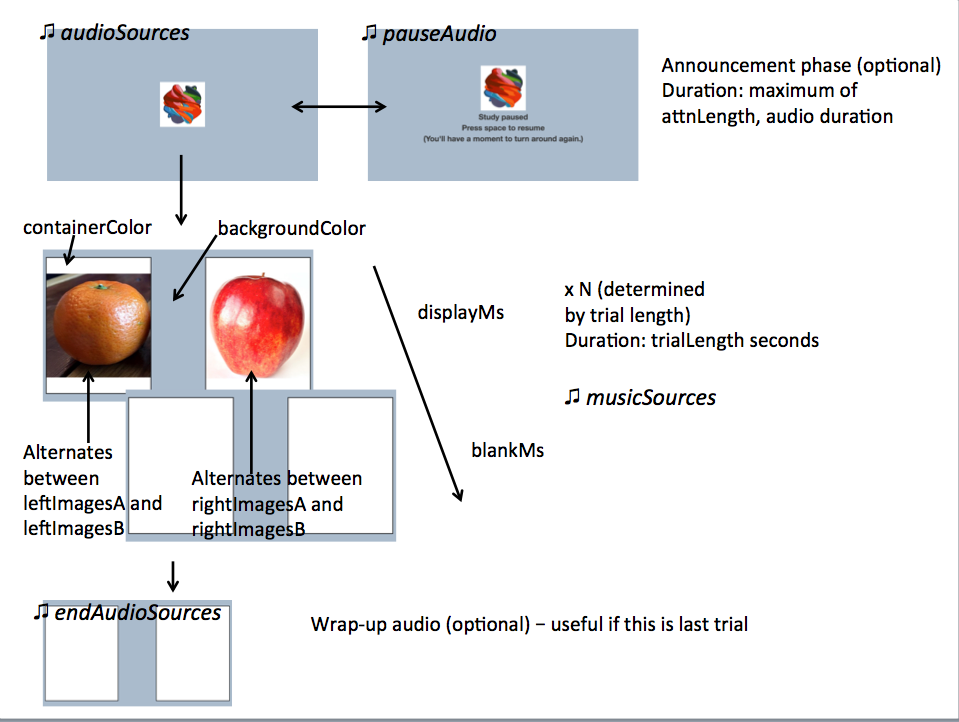 ♫ audioSources
♫ pauseAudio
Study paused
Press space to resume
(You'll have a moment to turn around again.)
Announcement phase (optional)
Duration: maximum of
attnLength, audio duration
containerColor
backgroundColor
displayMs
blankMs
x N (determined
by trial length)
Duration: trialLength seconds
♫ musicSources
Alternates
between
leftImagesA and
leftImagesB
Alternates between
rightImagesA and
rightImagesB
♫ endAudioSources
Wrap-up audio (optional) – useful if this is last trial